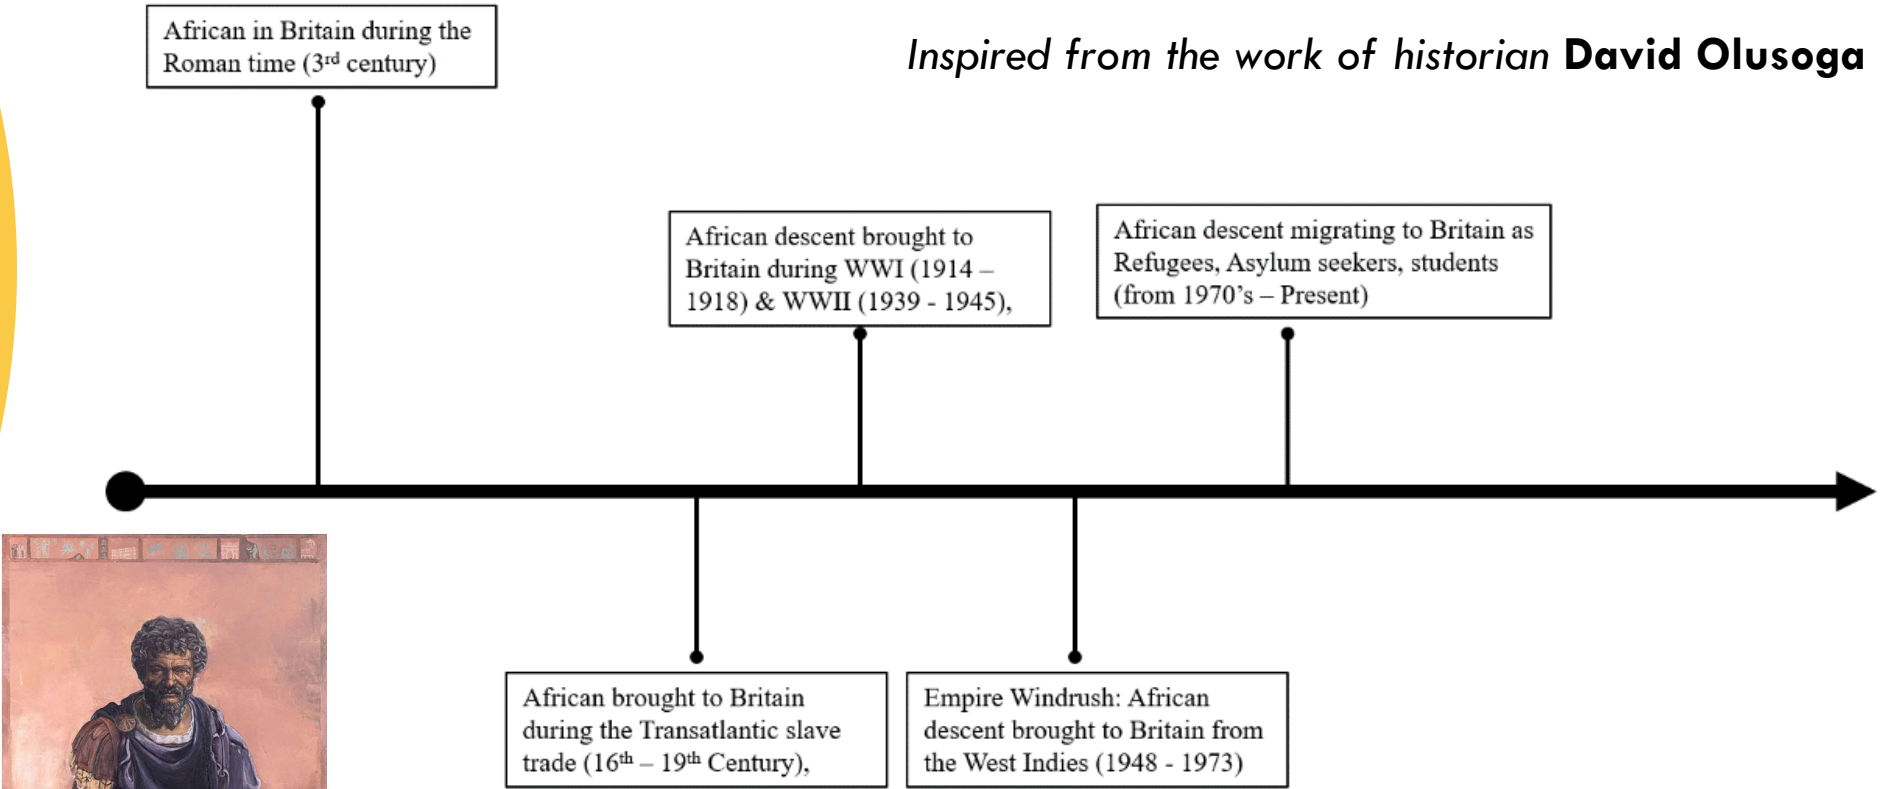 African in Britain during the
Roman time (3rd century)
Inspired from the work of historian David Olusoga
African descent brought to
Britain during WWI (1914 –
1918) & WWII (1939 - 1945),
African descent migrating to Britain as
Refugees, Asylum seekers, students
(from 1970’s – Present)
African brought to Britain
during the Transatlantic slave
trade (16th – 19th Century),
Empire Windrush: African
descent brought to Britain from
the West Indies (1948 - 1973)